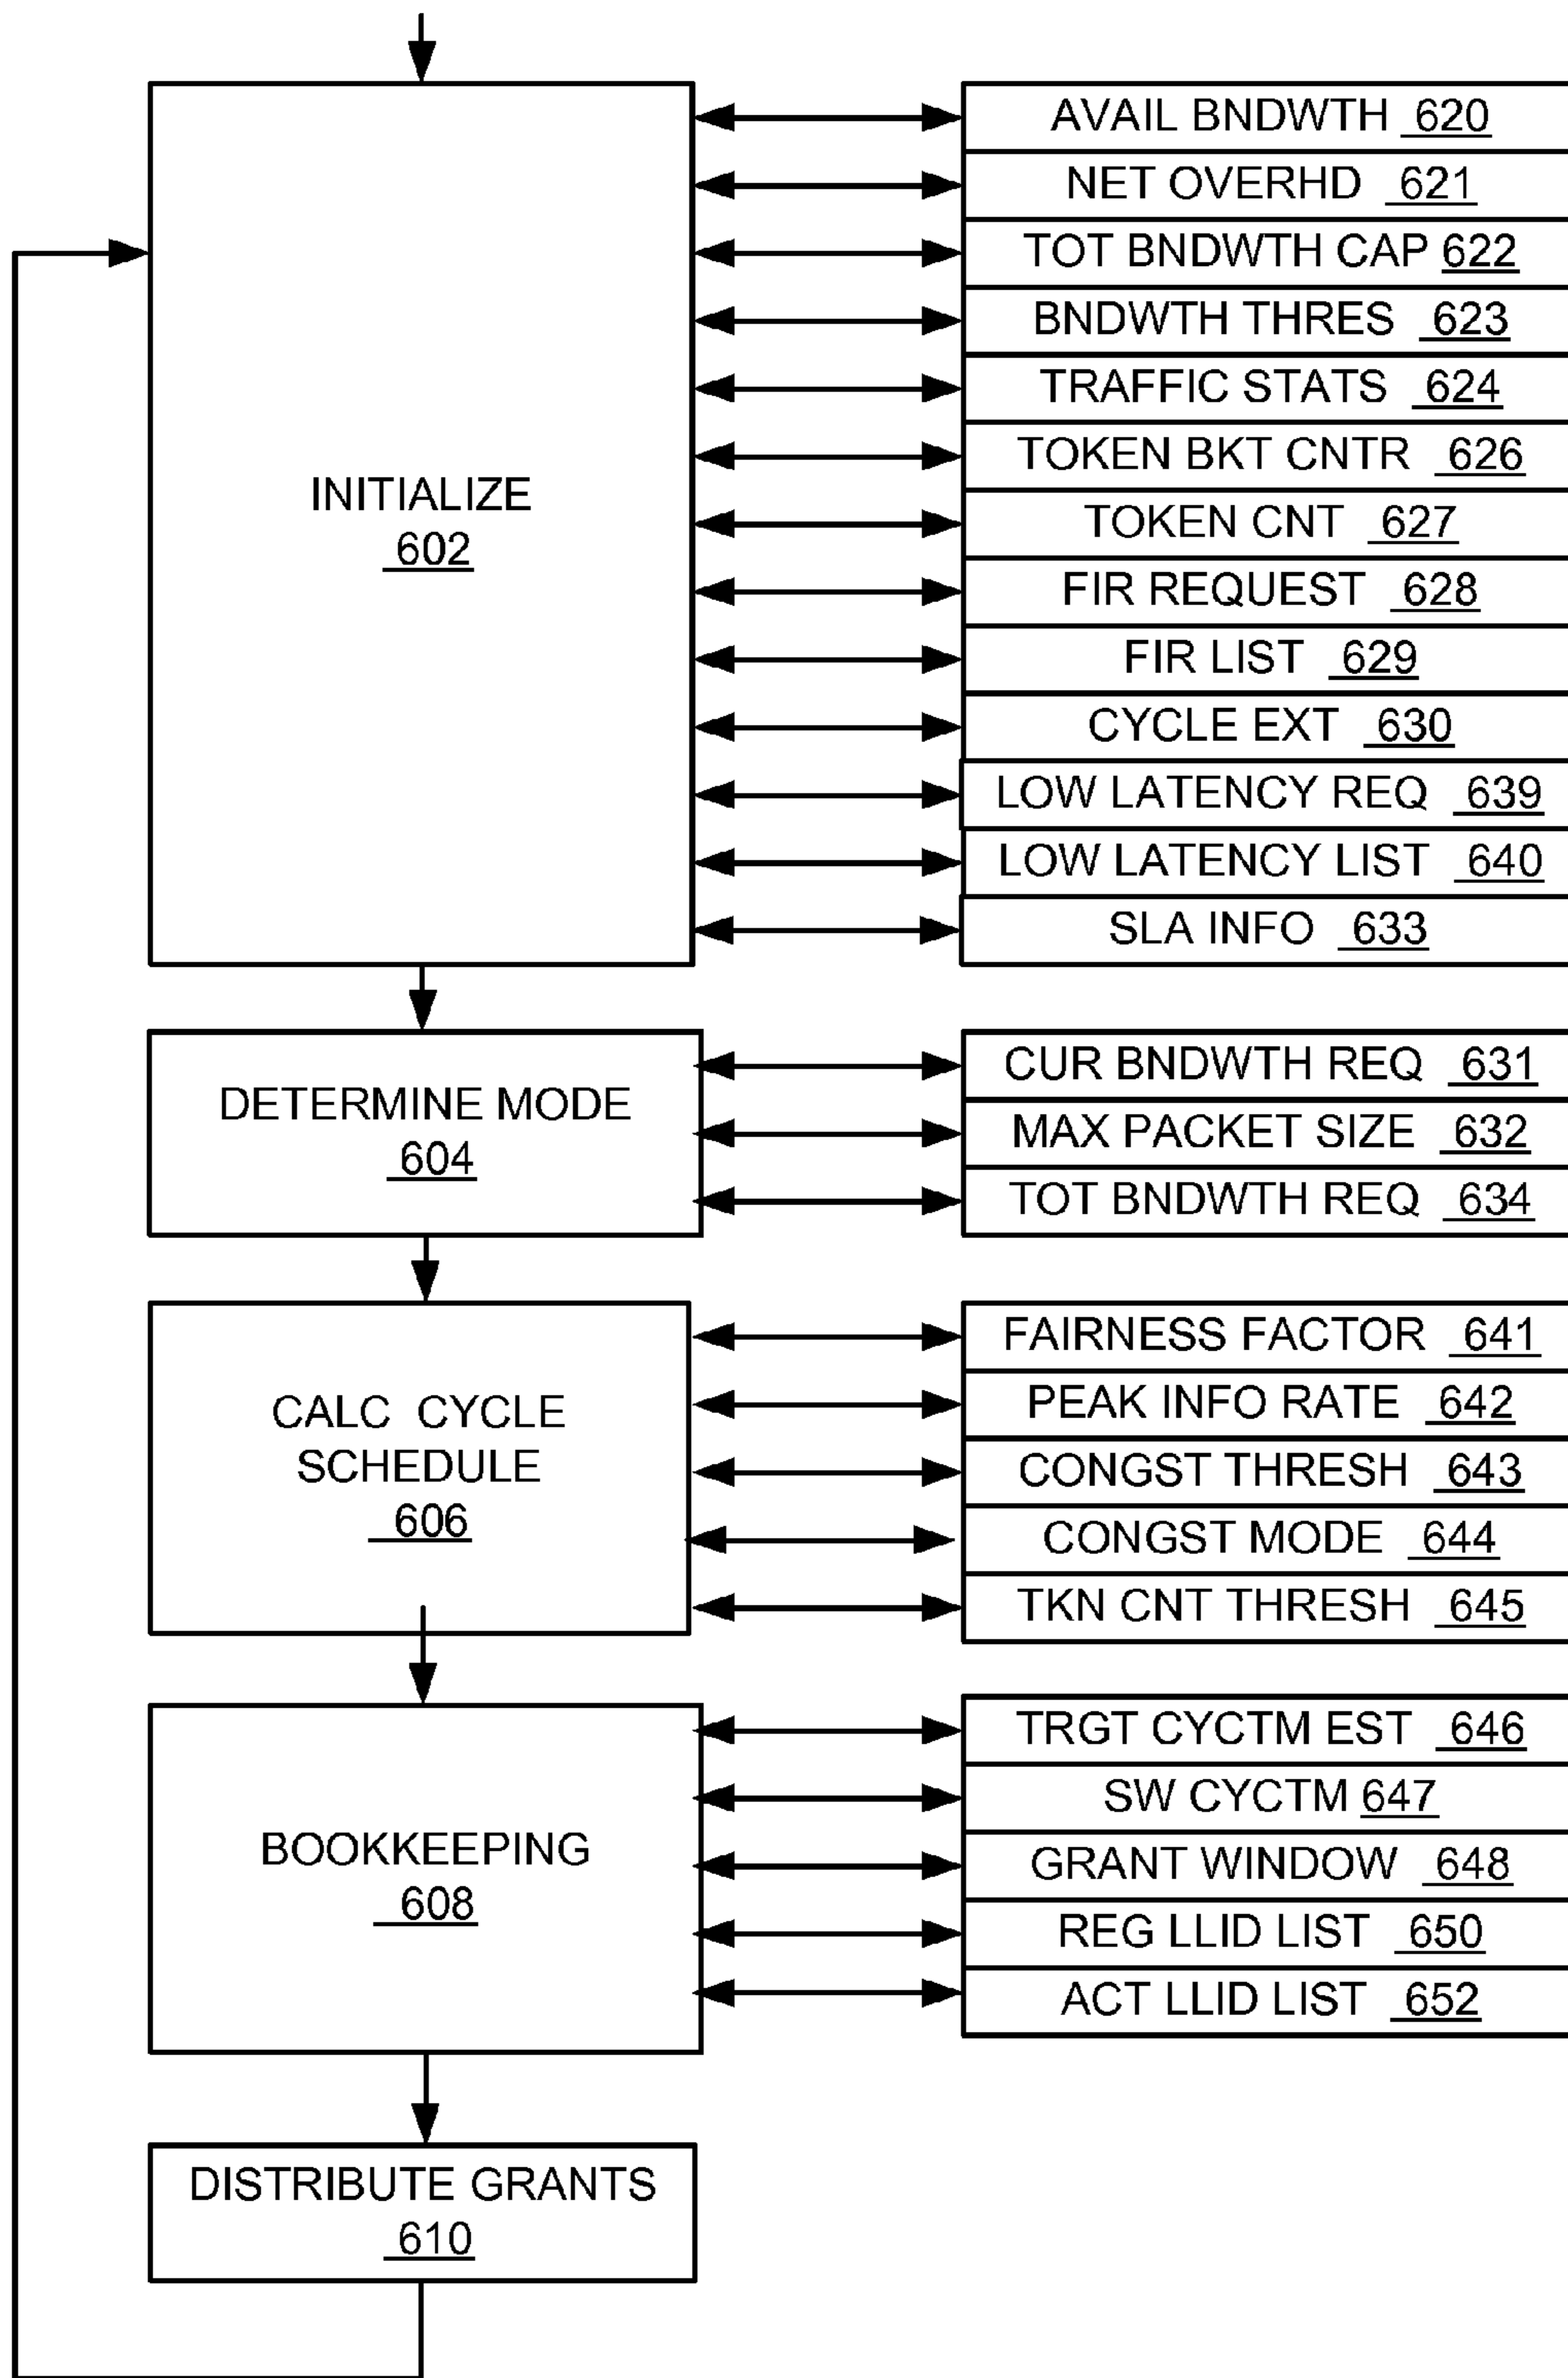 AVAIL BNDWTH 620
NET OVERHD 621
TOT BNDWTH CAP 622
BNDWTH THRES 623
TRAFFIC STATS 624
TOKEN BKT CNTR 626
INITIALIZE
602
TOKEN CNT 627
FIR REQUEST 628
FIR LIST 629
CYCLE EXT 630
LOW LATENCY REQ 639
LOW LATENCY LIST 640
SLA INFO 633
DETERMINE MODE
604
CUR BNDWTH REQ 631
MAX PACKET SIZE 632
TOT BNDWTH REQ 634
CALC CYCLE
SCHEDULE
606
FAIRNESS FACTOR 641
PEAK INFO RATE 642
CONGST THRESH 643
CONGST MODE 644
TKN CNT THRESH 645
BOOKKEEPING
608
TRGT CYCTM EST 646
SW CYCTM 647
GRANT WINDOW 648
REG LLID LIST 650
ACT LLID LIST 652
DISTRIBUTE GRANTS
610